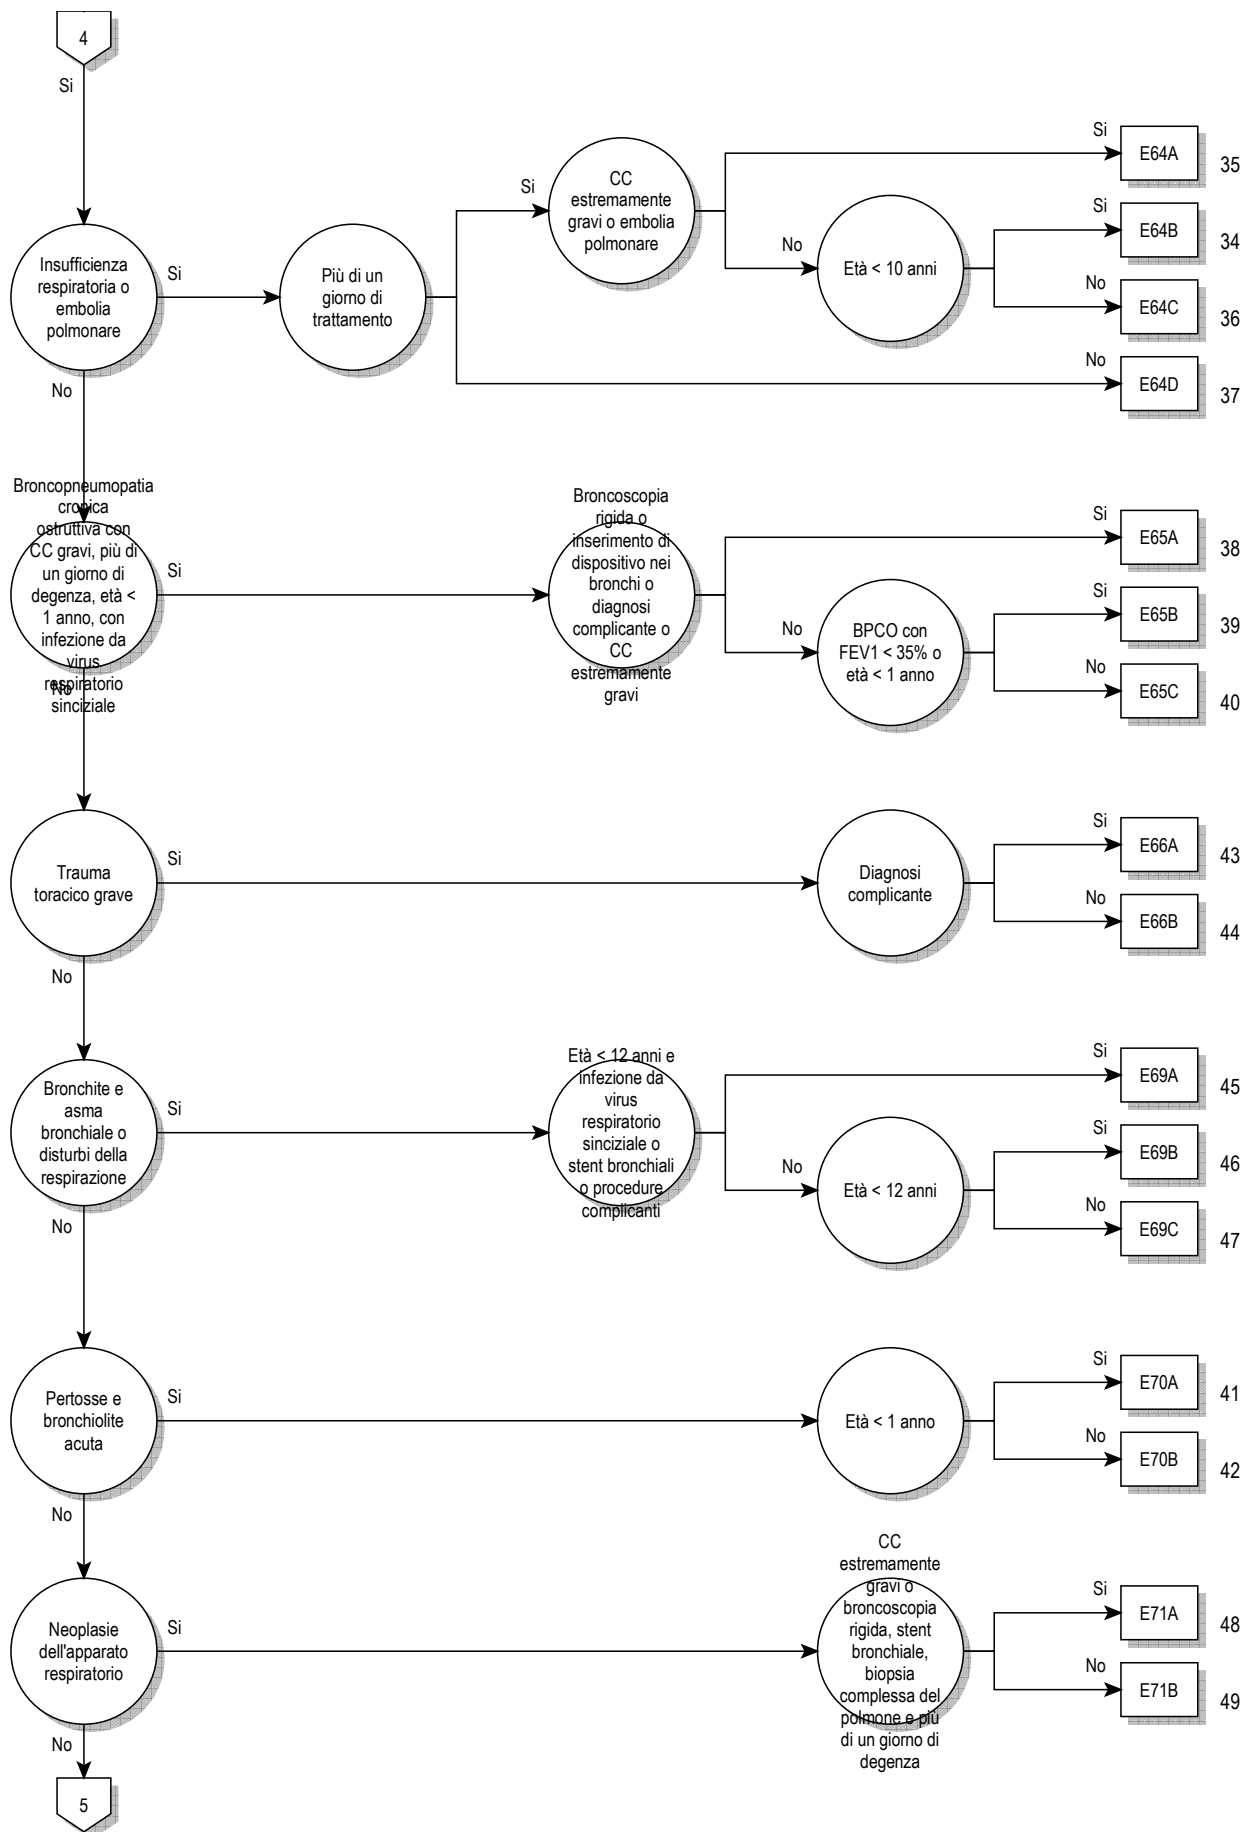 4
Si
Insufficienza
respiratoria o
embolia
polmonare
Si
Più di un
giorno di
trattamento
Si
CC
estremamente
gravi o embolia
polmonare
Si
E64A
35
No
Età < 10 anni
Si
E64B
34
No
E64C
36
No
E64D
37
No
Broncopneumopatia
cronica
ostruttiva con
CC gravi, più di
un giorno di
degenza, età <
1 anno, con
infezione da
virus
respiratorio
sinciziale
Si
Broncoscopia
rigida o
inserimento di
dispositivo nei
bronchi o
diagnosi
complicante o
CC
estremamente
gravi
Si
E65A
38
No
BPCO con
FEV1 < 35% o
età < 1 anno
Si
E65B
39
No
E65C
40
No
Trauma
toracico grave
Si
Diagnosi
complicante
Si
E66A
43
No
E66B
44
No
Bronchite e
asma
bronchiale o
disturbi della
respirazione
Si
Età < 12 anni e
infezione da
virus
respiratorio
sinciziale o
stent bronchiali
o procedure
complicanti
Si
E69A
45
No
Età < 12 anni
Si
E69B
46
No
E69C
47
No
Pertosse e
bronchiolite
acuta
Si
Età < 1 anno
Si
E70A
41
No
E70B
42
No
Neoplasie
dell'apparato
respiratorio
Si
CC
estremamente
gravi o
broncoscopia
rigida, stent
bronchiale,
biopsia
complessa del
polmone e più
di un giorno di
degenza
Si
E71A
48
No
E71B
49
No
5